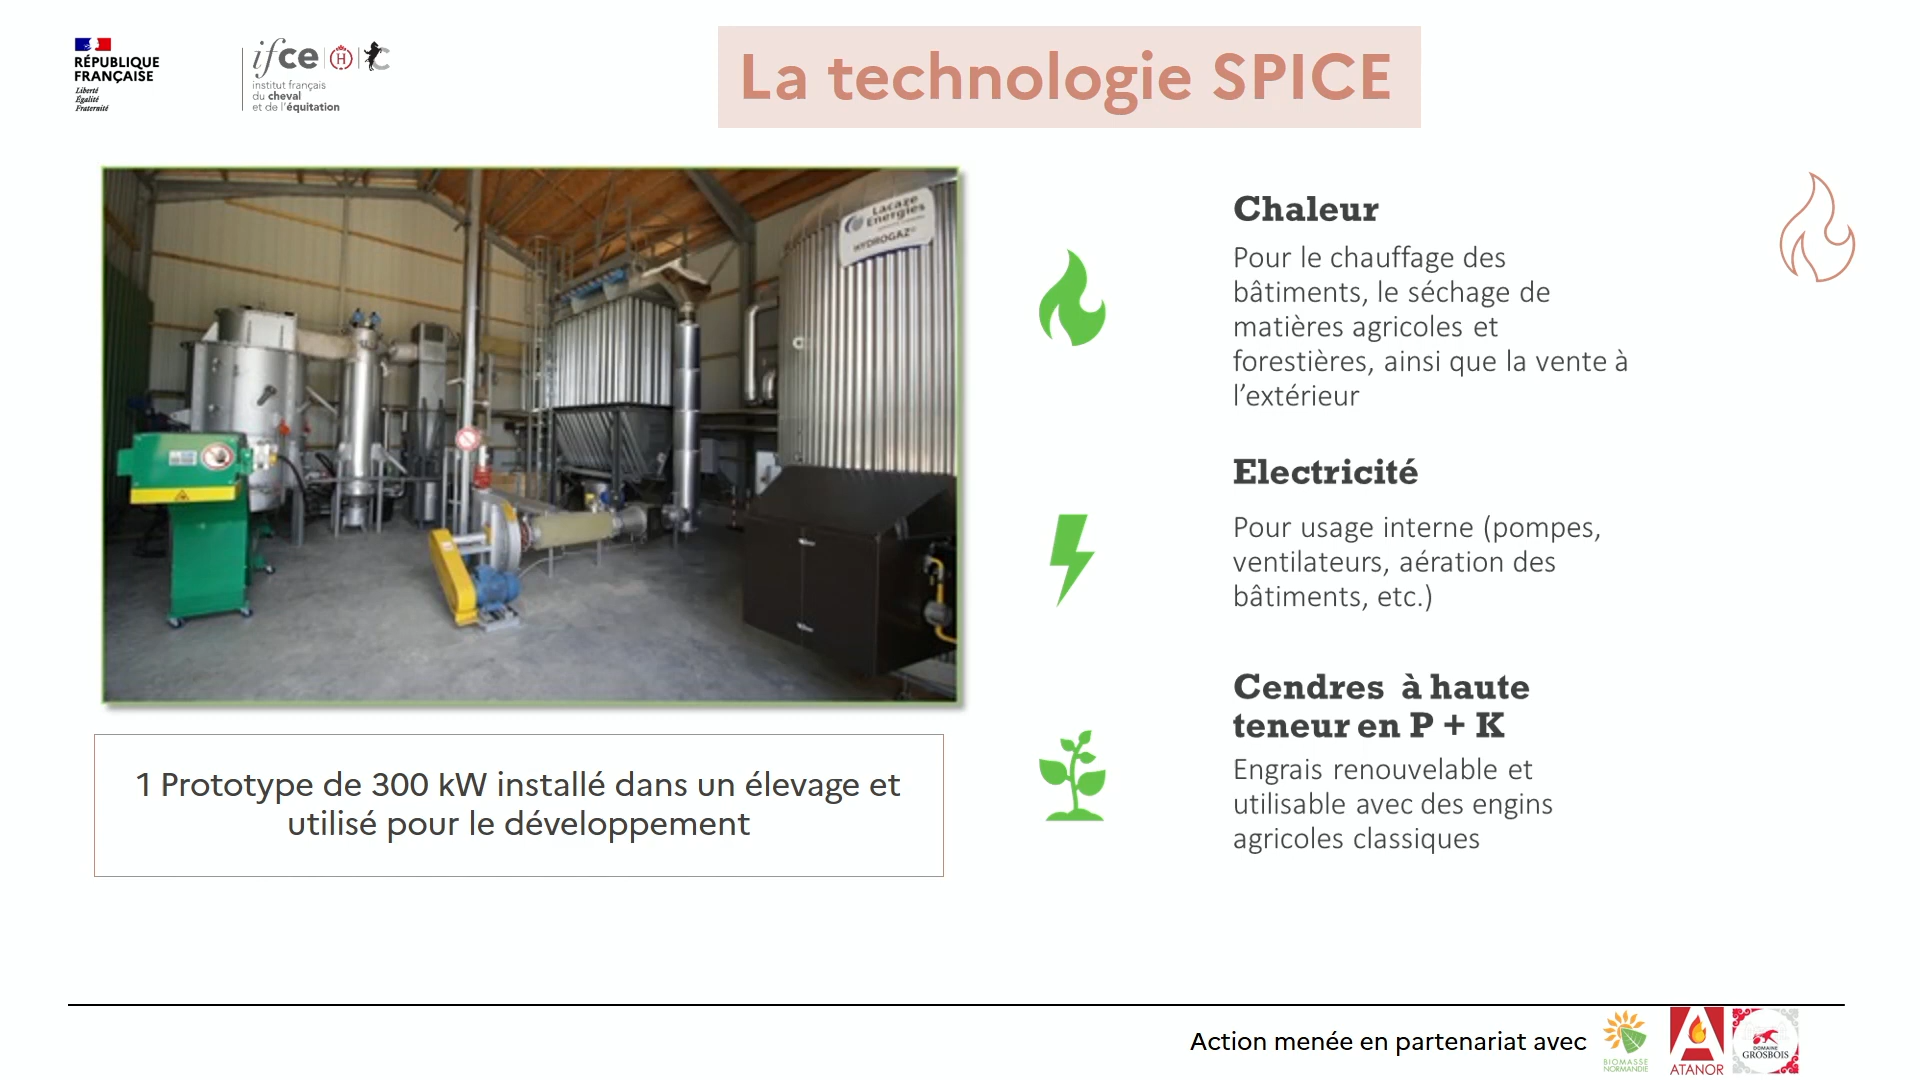 RÉPUBLIQUE
FRANÇAISE
Liberté
Égalité
Fraternité
ifce
institut français
du cheval
et de l'équitation
La technologie SPICE
Lacaze
Energies
HYDROGAZ
Chaleur
Pour le chauffage des
bâtiments, le séchage de
matières agricoles et
forestières, ainsi que la vente à
l’extérieur
Electricité
Pour usage interne (pompes,
ventilateurs, aération des
bâtiments, etc.)
Cendres à haute
teneur en P + K
Engrais renouvelable et
utilisable avec des engins
agricoles classiques
1 Prototype de 300 kW installé dans un élevage et
utilisé pour le développement
Action menée en partenariat avec
BIOMASSE
NORMANDIE
ATANOR
DOMAINE
GROSBOIS